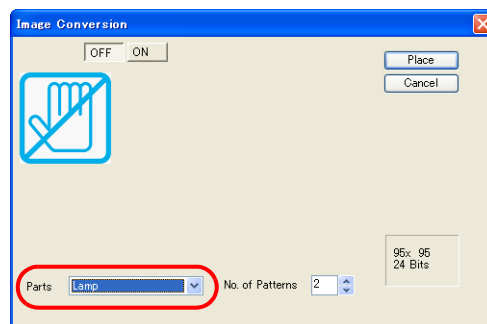 Image Conversion
OFF ON
Place
Cancel
95x 95
24 Bits
Parts Lamp No. of Patterns 2